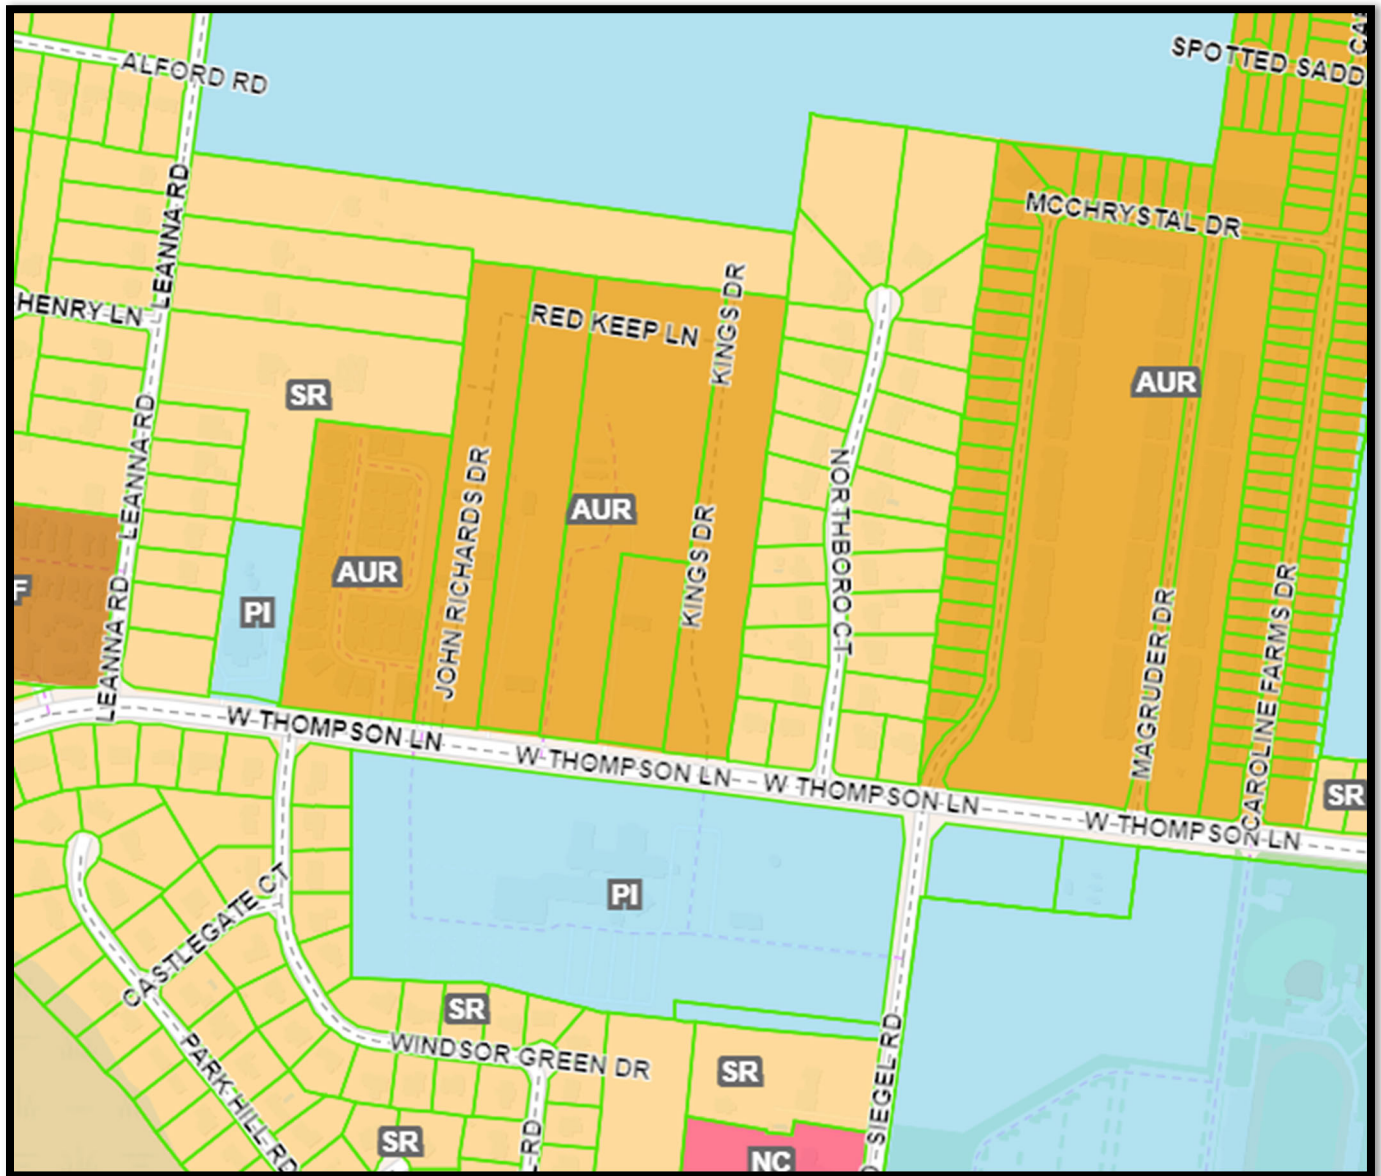 SPOTTED SADD
ALFORD RD
LEANNA RD
MCCHRYSTAL DR
HENRY LN
RED KEEP LN
KINGS DR
SR
AUR
LEANNA RD
JOHN RICHARDS DR
AUR
KINGS DR
NORTHBORO CT
AUR
F
PI
LEANNA RD
MAGRUDER DR
CAROLINE FARMS DR
W THOMPSON LN
W THOMPSON LN
W THOMPSON LN
W THOMPSON LN
SR
PI
CASTLEGATE CT
SR
WINDSOR GREEN DR
SR
PARK HILL RD
SIEGEL RD
SR
RD
NC